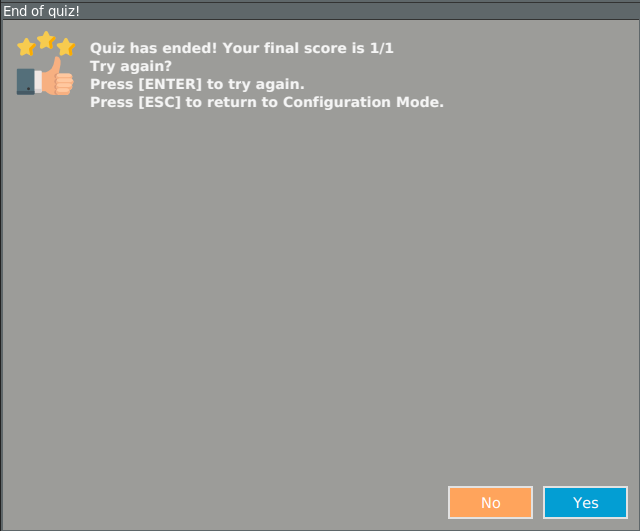 End of quiz!
Quiz has ended! Your final score is 1/1
Try again?
Press [ENTER] to try again.
Press [ESC] to return to Configuration Mode.
No
Yes